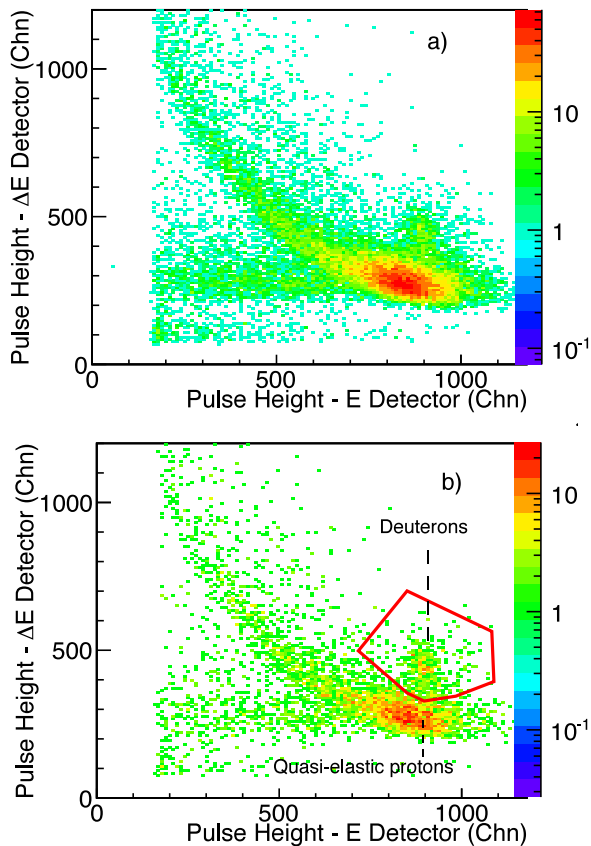 a)
Pulse Height - ΔE Detector (Chn)
1000
500
0
0
500
1000
Pulse Height - E Detector (Chn)
10
1
10⁻¹
b)
Deuterons
Pulse Height - ΔE Detector (Chn)
1000
500
0
Quasi-elastic protons
0
500
1000
Pulse Height - E Detector (Chn)
10
1
10⁻¹